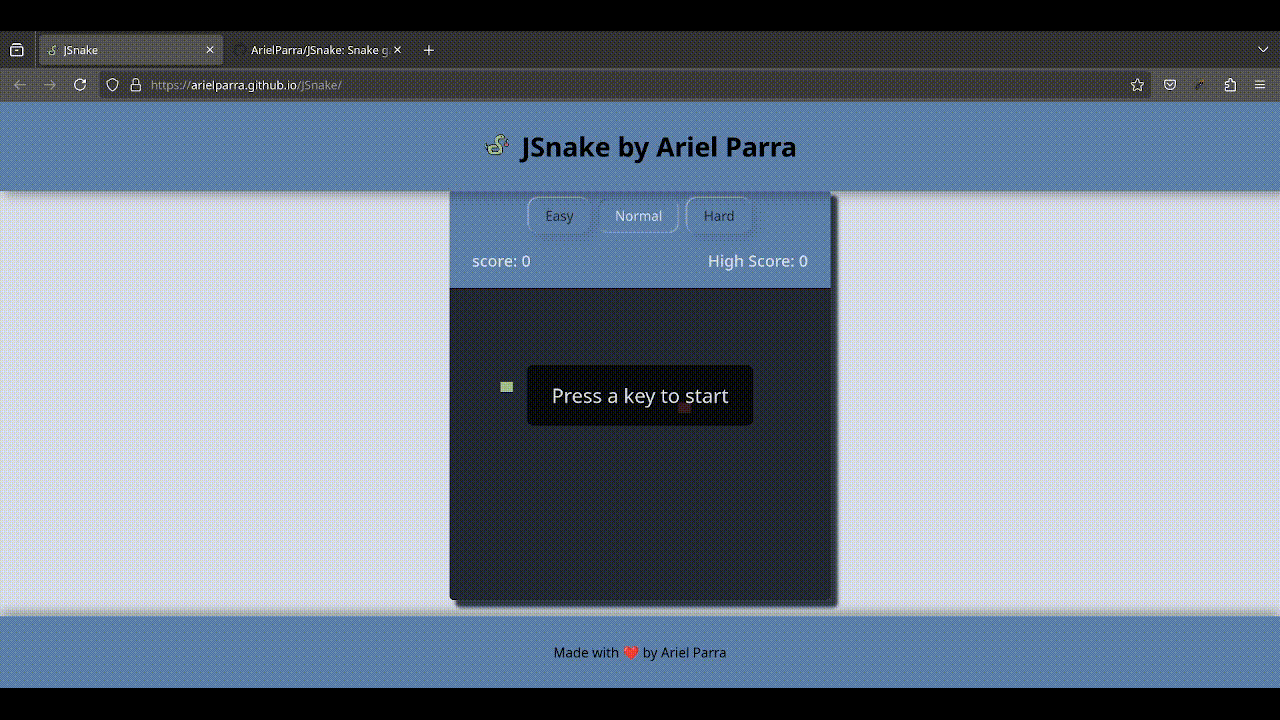 JSnake
ArielParra/JSnake: Snake g
https://arielparra.github.io/JSnake/
JSnake by Ariel Parra
Easy Normal Hard
score: 0 High Score: 0
Press a key to start
Made with ❤️ by Ariel Parra